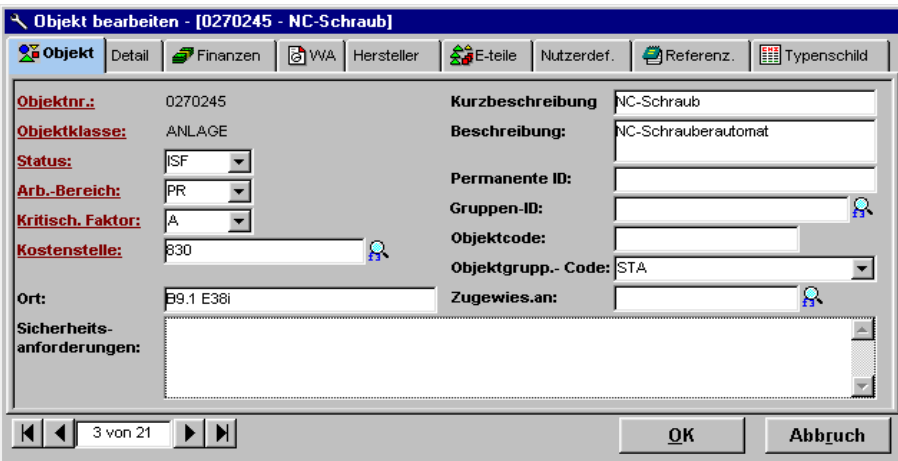 Objekt bearbeiten - [0270245 - NC-Schraub]
Objekt Detail Finanzen WA Hersteller E-teile Nutzerdef. Referenz. Typenschild
Objektnr.: 0270245
Objektklasse: ANLAGE
Status: ISF
Arb.-Bereich: PR
Kritisch. Faktor: A
Kostenstelle: 830
Ort: B9.1 E38i
Kurzbeschreibung NC-Schraub
Beschreibung: NC-Schrauberautomat
Permanente ID:
Gruppen-ID:
Objektcode:
Objektgrupp.- Code: STA
Zugewies.an:
Sicherheits-
anforderungen:
3 von 21
OK Abbruch